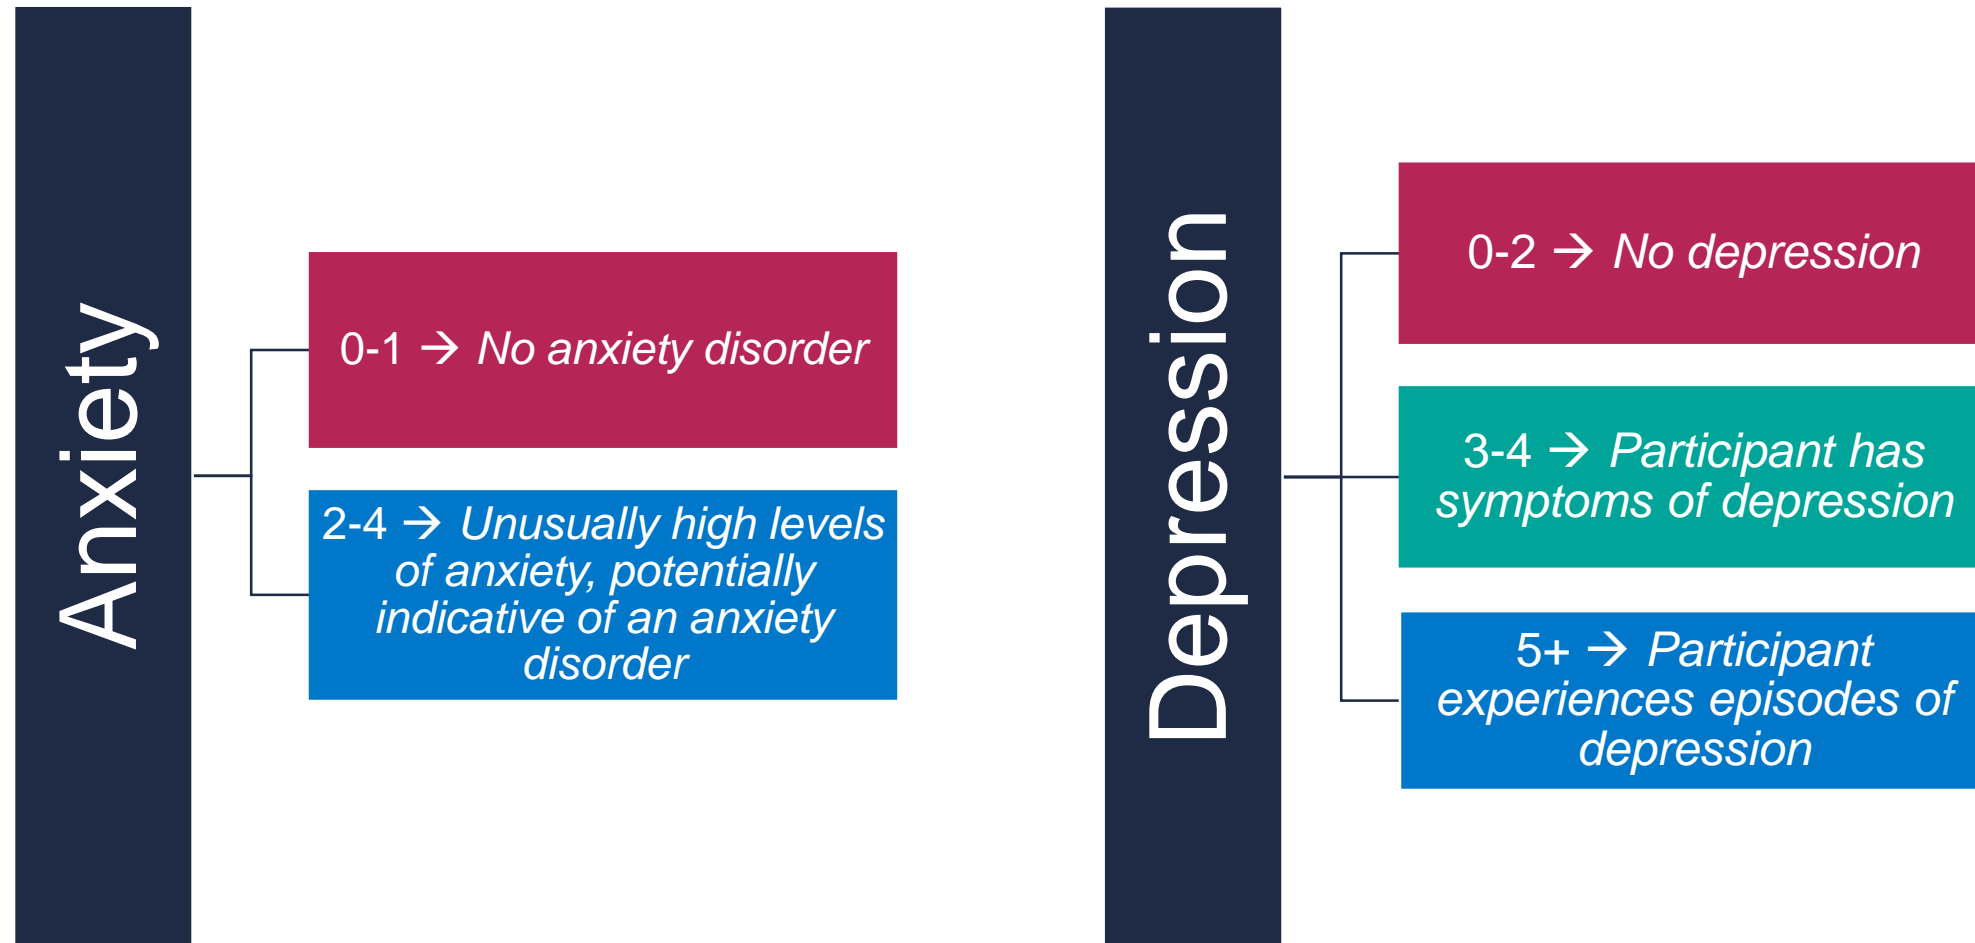 Anxiety
0-1 → No anxiety disorder
2-4 → Unusually high levels
of anxiety, potentially
indicative of an anxiety
disorder
Depression
0-2 → No depression
3-4 → Participant has
symptoms of depression
5+ → Participant
experiences episodes of
depression